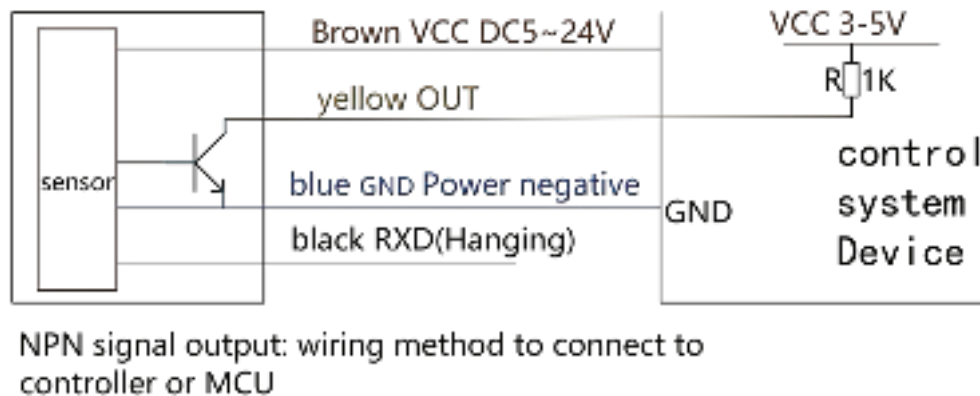 Brown VCC DC5~24V
VCC 3-5V
R 1K
yellow OUT
sensor
blue GND Power negative
GND
black RXD(Hanging)
control
system
Device
NPN signal output: wiring method to connect to
controller or MCU